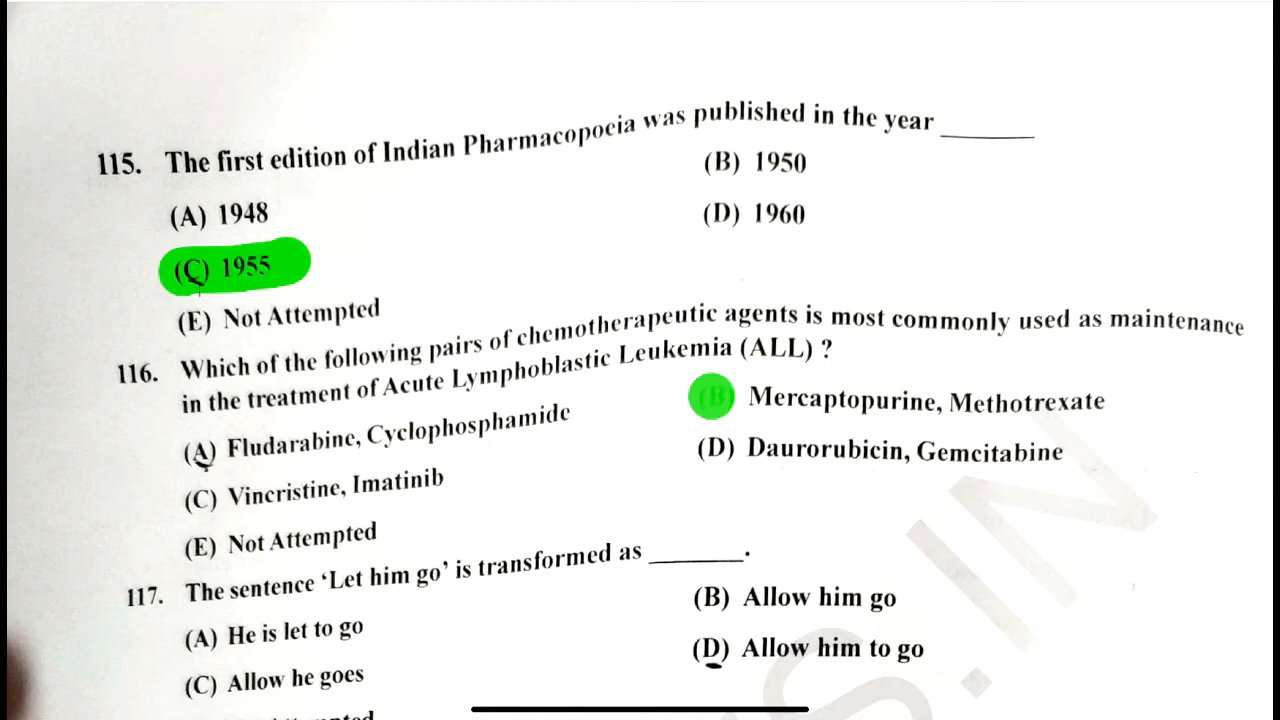 115. The first edition of Indian Pharmacopoeia was published in the year ______
(A) 1948
(B) 1950
(C) 1955
(D) 1960
(E) Not Attempted
116. Which of the following pairs of chemotherapeutic agents is most commonly used as maintenance
in the treatment of Acute Lymphoblastic Leukemia (ALL) ?
(A) Fludarabine, Cyclophosphamide
(B) Mercaptopurine, Methotrexate
(C) Vincristine, Imatinib
(D) Daurorubicin, Gemcitabine
(E) Not Attempted
117. The sentence ‘Let him go’ is transformed as ______.
(A) He is let to go
(B) Allow him go
(C) Allow he goes
(D) Allow him to go
S.IN